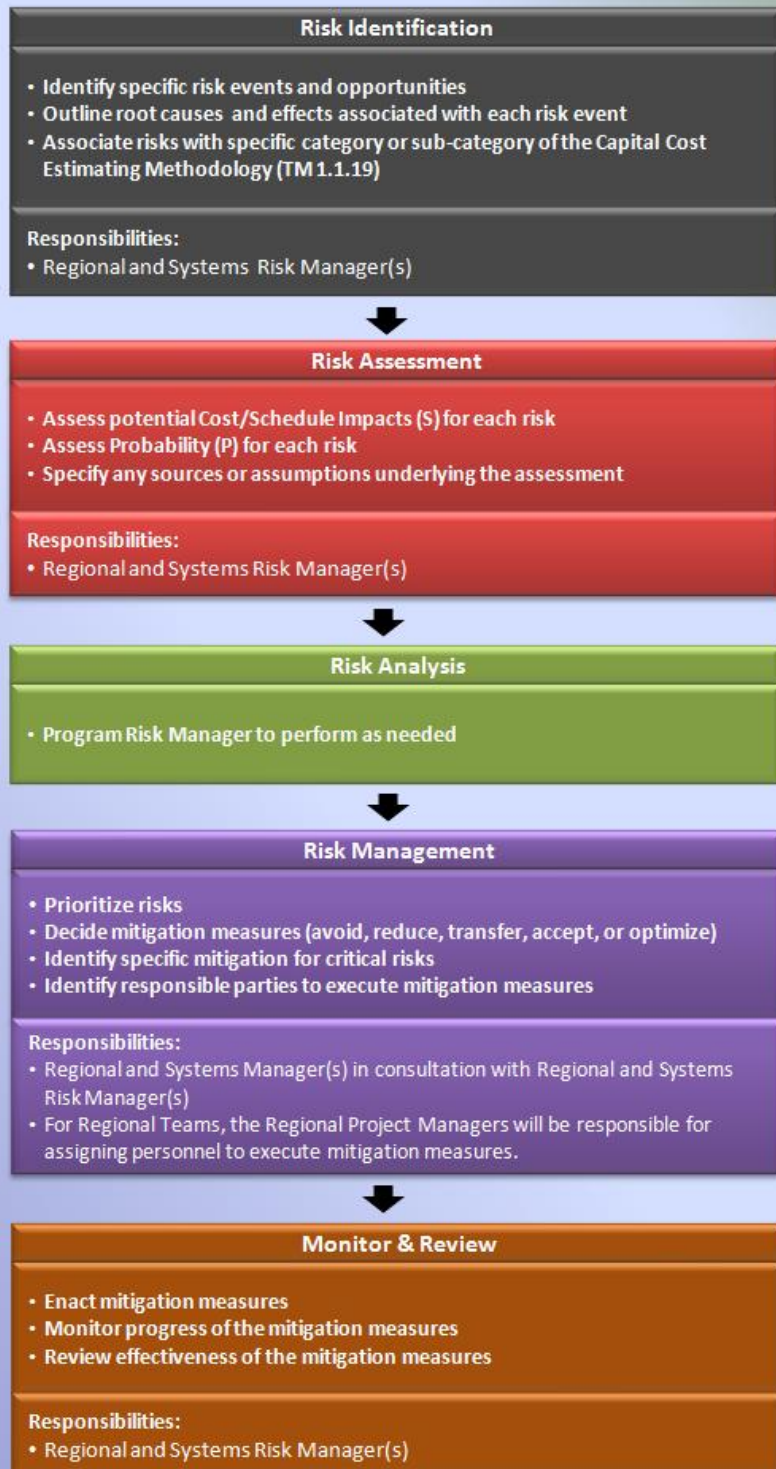 Risk Identification
• Identify specific risk events and opportunities
• Outline root causes and effects associated with each risk event
• Associate risks with specific category or sub-category of the Capital Cost
Estimating Methodology (TM 1.1.19)
Responsibilities:
• Regional and Systems Risk Manager(s)
Risk Assessment
• Assess potential Cost/Schedule Impacts (S) for each risk
• Assess Probability (P) for each risk
• Specify any sources or assumptions underlying the assessment
Responsibilities:
• Regional and Systems Risk Manager(s)
Risk Analysis
• Program Risk Manager to perform as needed
Risk Management
• Prioritize risks
• Decide mitigation measures (avoid, reduce, transfer, accept, or optimize)
• Identify specific mitigation for critical risks
• Identify responsible parties to execute mitigation measures
Responsibilities:
• Regional and Systems Manager(s) in consultation with Regional and Systems
Risk Manager(s)
• For Regional Teams, the Regional Project Managers will be responsible for
assigning personnel to execute mitigation measures.
Monitor & Review
• Enact mitigation measures
• Monitor progress of the mitigation measures
• Review effectiveness of the mitigation measures
Responsibilities:
• Regional and Systems Risk Manager(s)